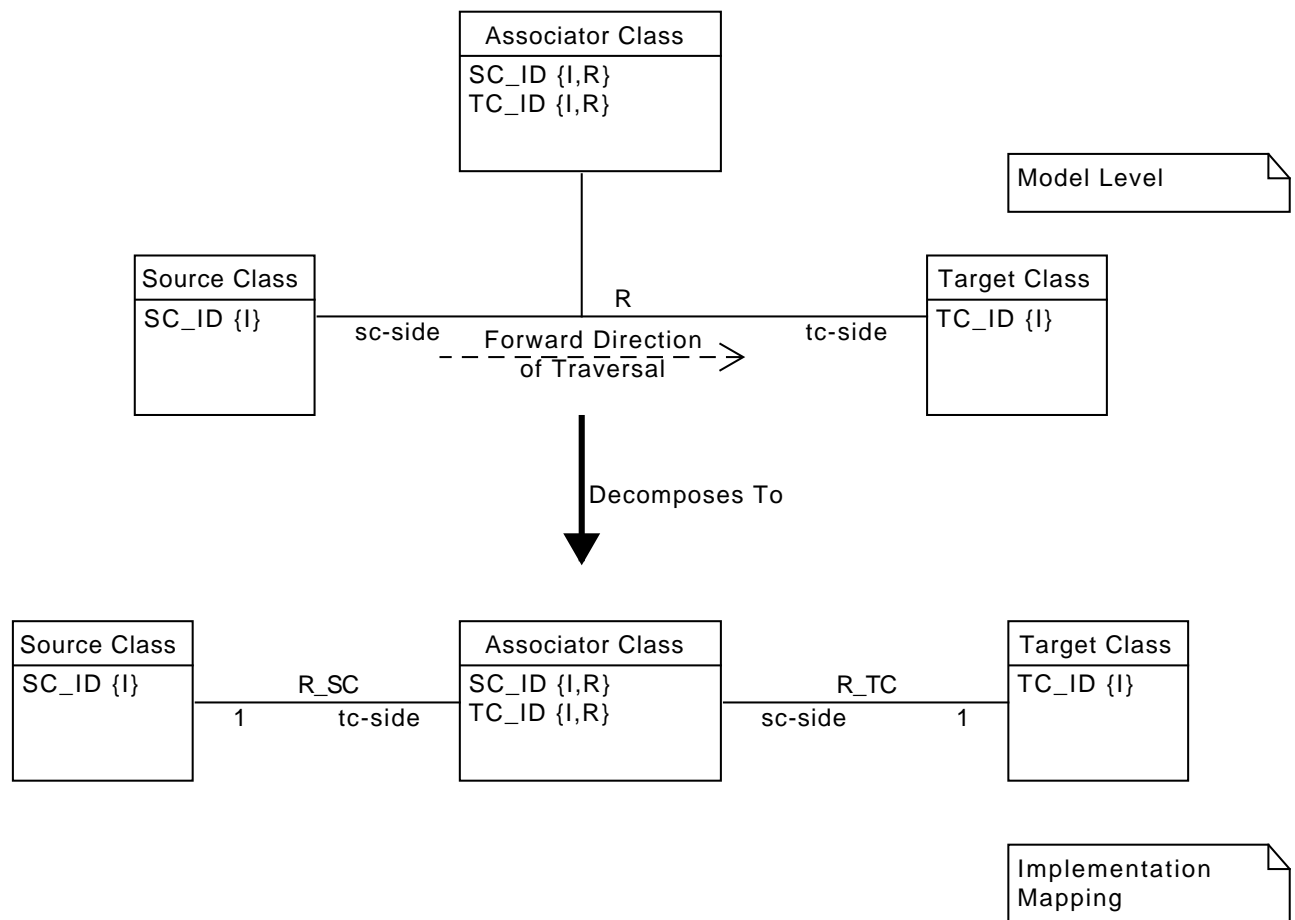 Associator Class
SC_ID {I,R}
TC_ID {I,R}
Model Level
Source Class
SC_ID {I}
R
Target Class
TC_ID {I}
sc-side
tc-side
Forward Direction
of Traversal
Decomposes To
Source Class
SC_ID {I}
R_SC
1
tc-side
Associator Class
SC_ID {I,R}
TC_ID {I,R}
R_TC
sc-side
1
Target Class
TC_ID {I}
Implementation
Mapping